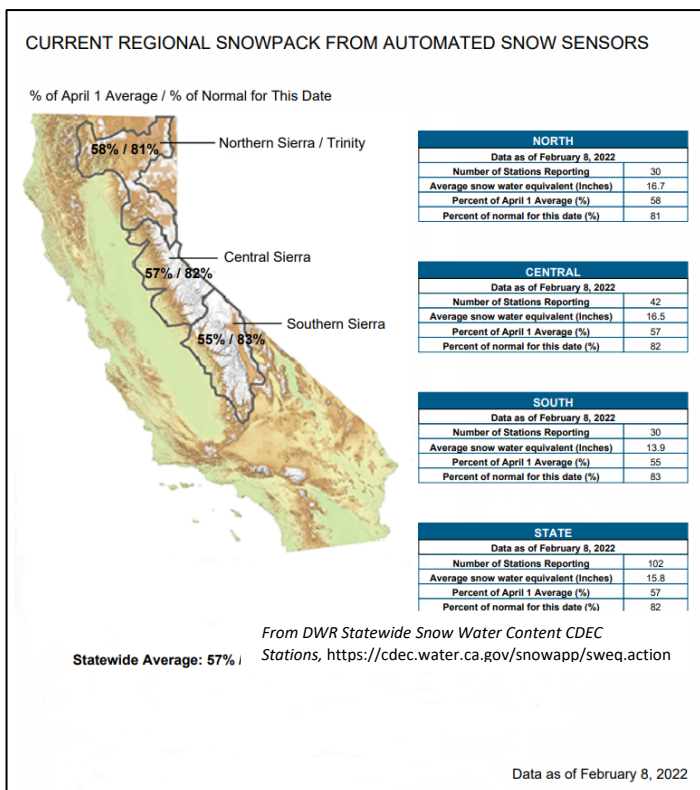 CURRENT REGIONAL SNOWPACK FROM AUTOMATED SNOW SENSORS
% of April 1 Average / % of Normal for This Date
58% / 81%
Northern Sierra / Trinity
Central Sierra
57% / 82%
Southern Sierra
55% / 83%
NORTH
Data as of February 8, 2022
Number of Stations Reporting 30
Average snow water equivalent (Inches) 16.7
Percent of April 1 Average (%) 58
Percent of normal for this date (%) 81
CENTRAL
Data as of February 8, 2022
Number of Stations Reporting 42
Average snow water equivalent (Inches) 16.5
Percent of April 1 Average (%) 57
Percent of normal for this date (%) 82
SOUTH
Data as of February 8, 2022
Number of Stations Reporting 30
Average snow water equivalent (Inches) 13.9
Percent of April 1 Average (%) 55
Percent of normal for this date (%) 83
STATE
Data as of February 8, 2022
Number of Stations Reporting 102
Average snow water equivalent (Inches) 15.8
Percent of April 1 Average (%) 57
Percent of normal for this date (%) 82
From DWR Statewide Snow Water Content CDEC
Stations, https://cdec.water.ca.gov/snowapp/sweq.action
Statewide Average: 57% /
Data as of February 8, 2022